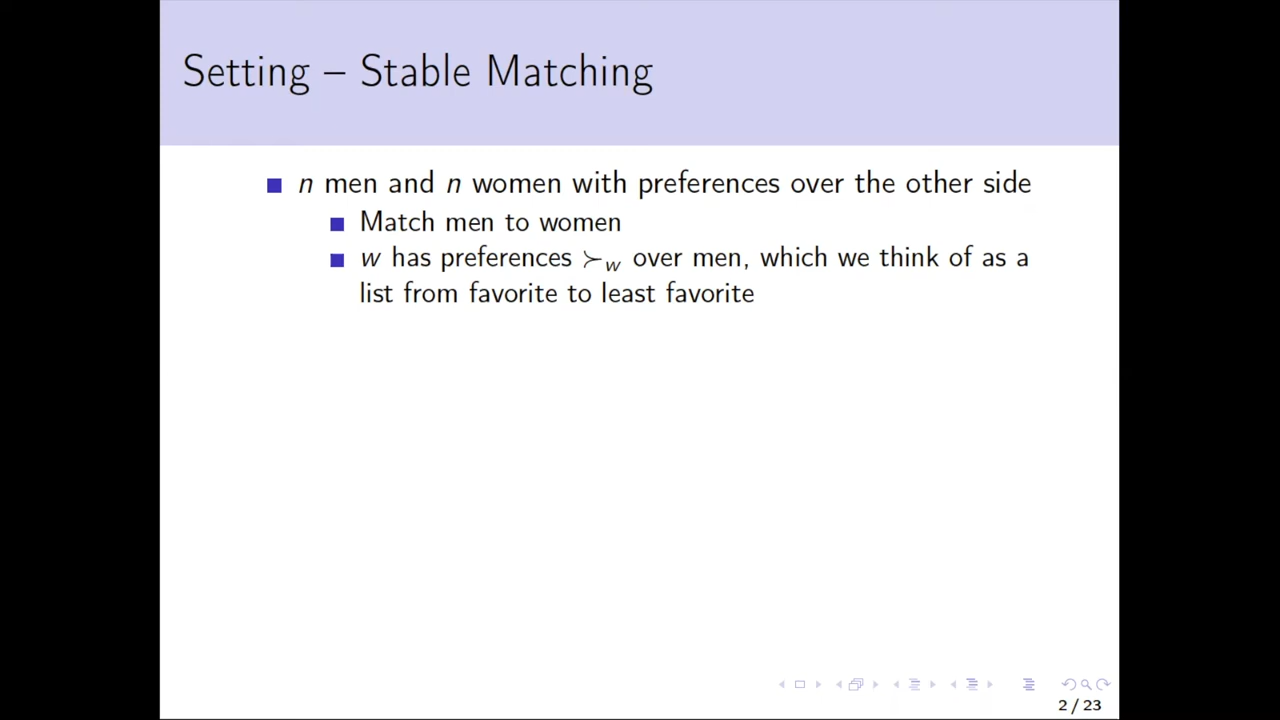 Setting – Stable Matching
n men and n women with preferences over the other side
Match men to women
w has preferences ≻w over men, which we think of as a
list from favorite to least favorite
2 / 23